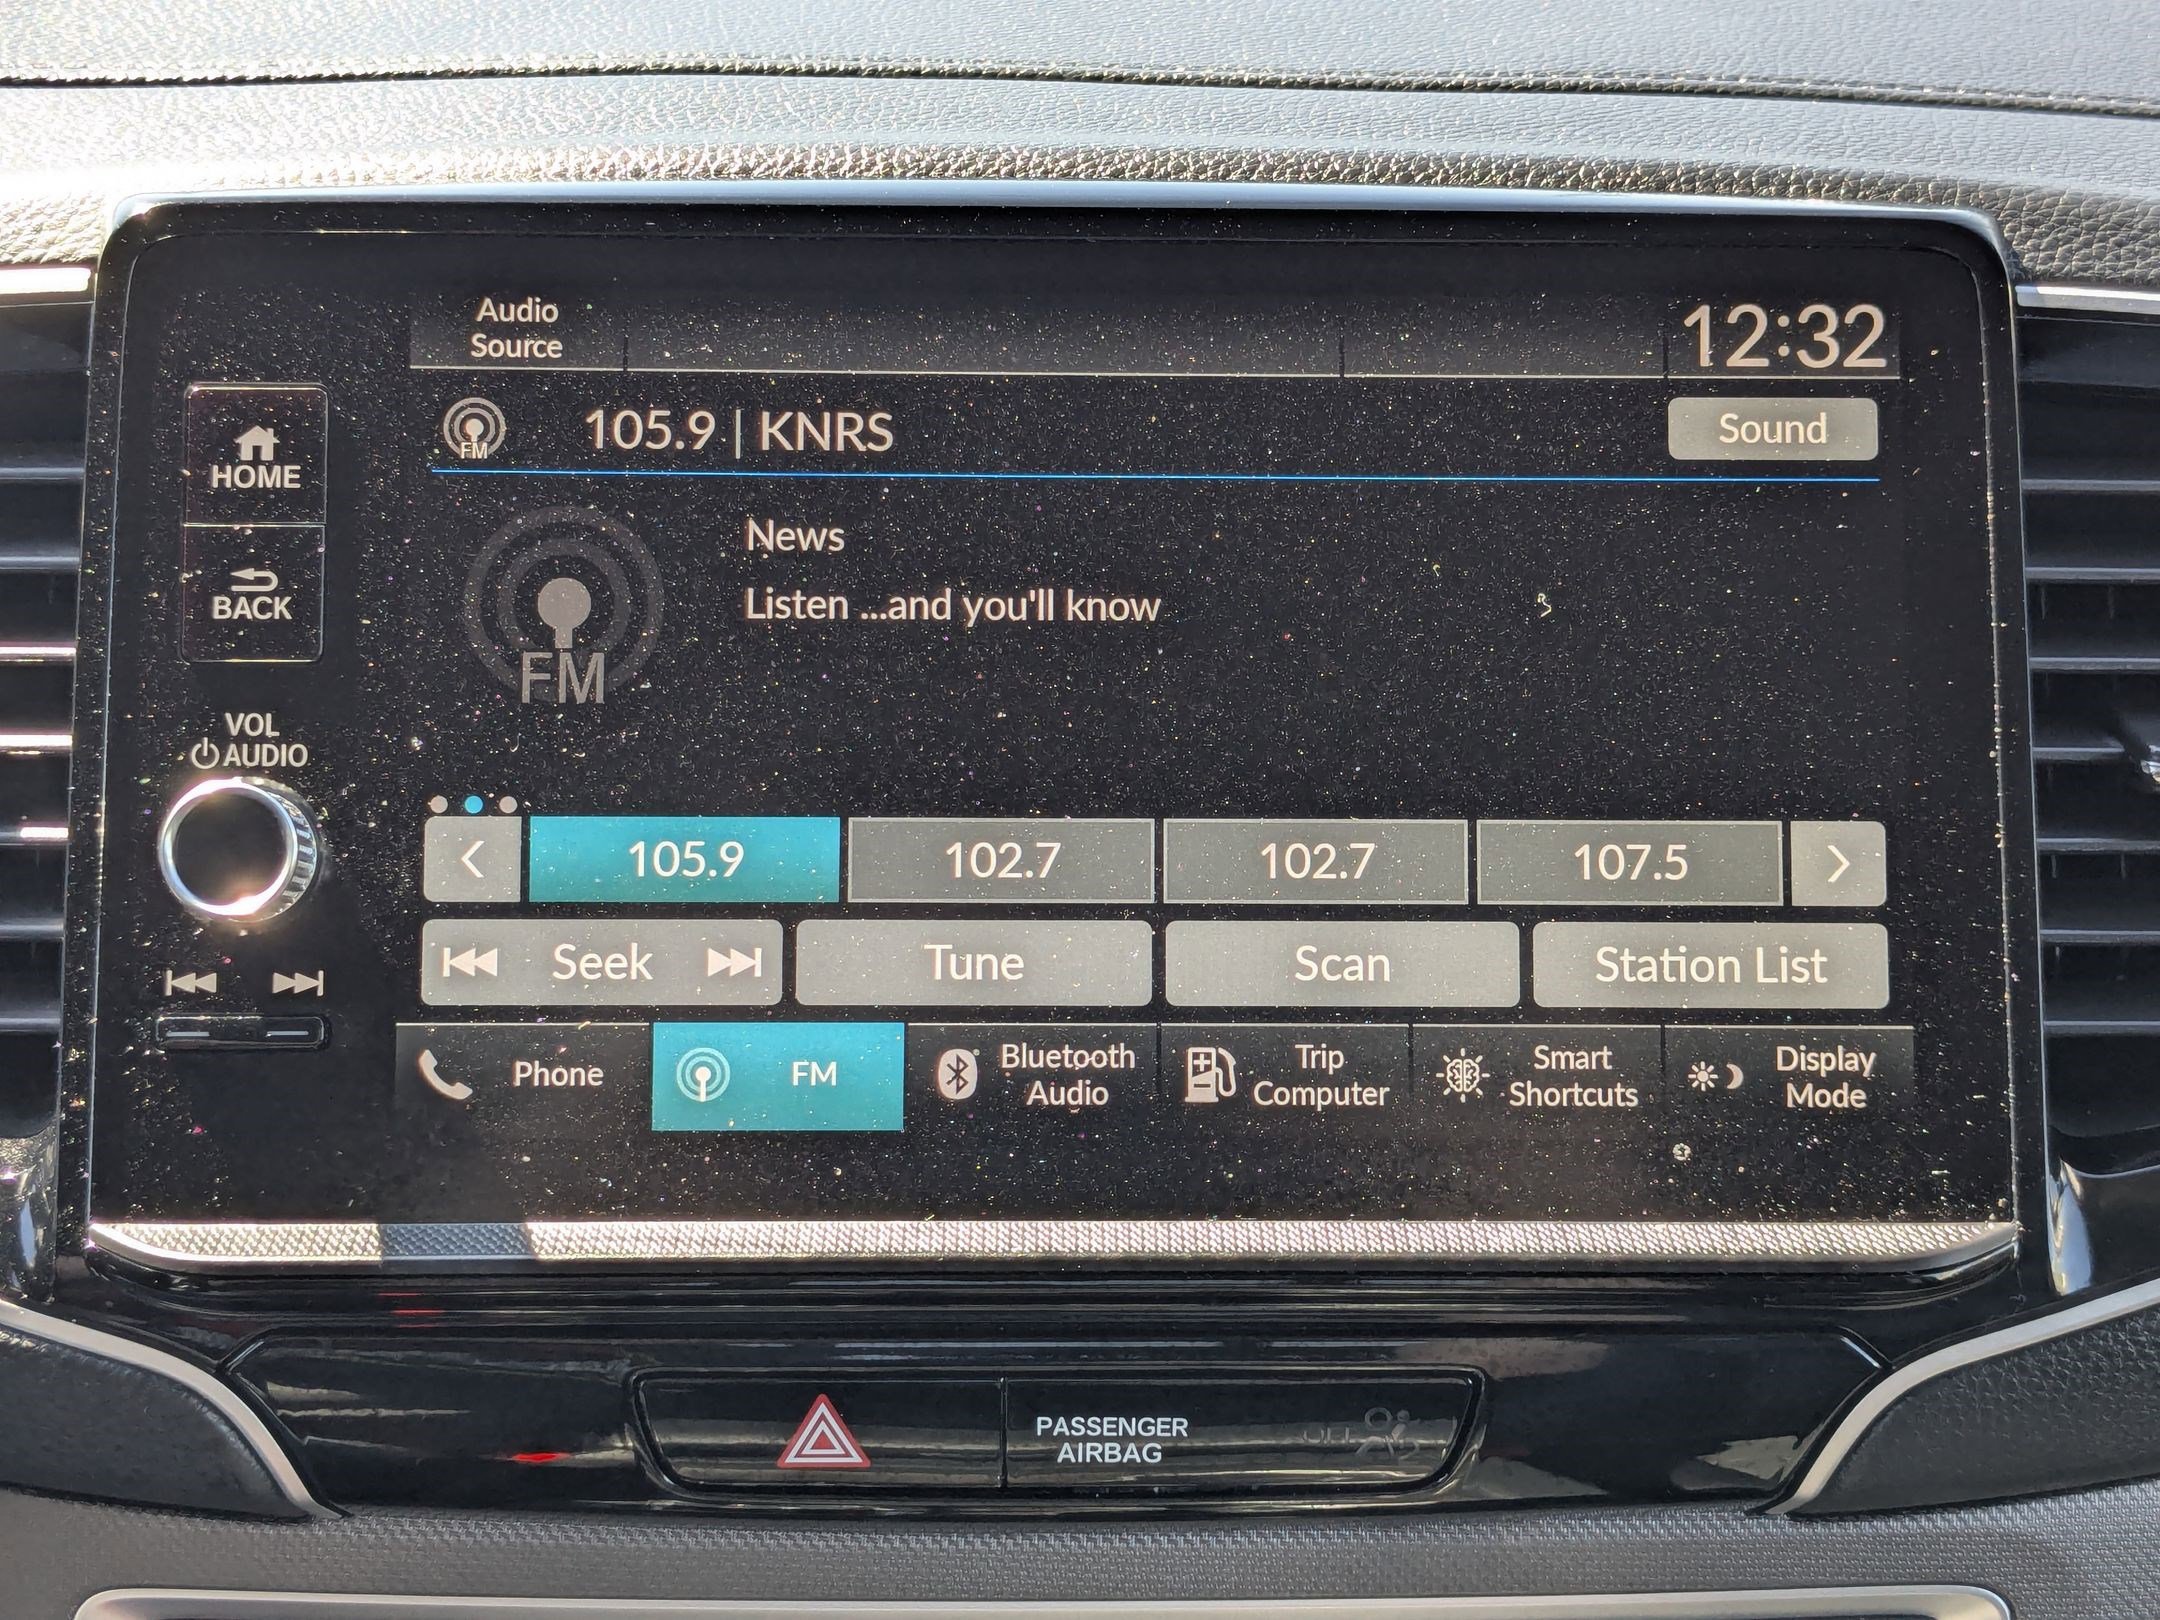 Audio
Source
12:32
FM
105.9 | KNRS
Sound
HOME
BACK
News
Listen ...and you'll know
FM
VOL
AUDIO
105.9
102.7
102.7
107.5
Seek
Tune
Scan
Station List
Phone
FM
Bluetooth
Audio
Trip
Computer
Smart
Shortcuts
Display
Mode
PASSENGER
AIRBAG